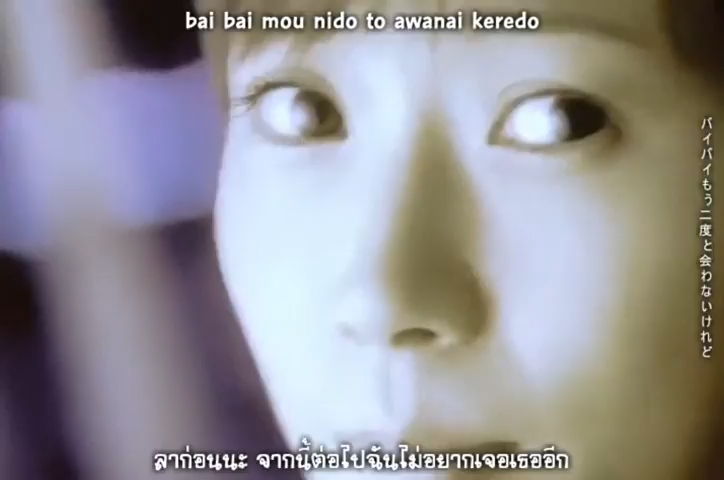 bai bai mou nido to awanai keredo
バイバイもう二度と会わないけれど
ลาก่อนนะ จากนี้ต่อไปฉันไม่อยากเจอเธออีก